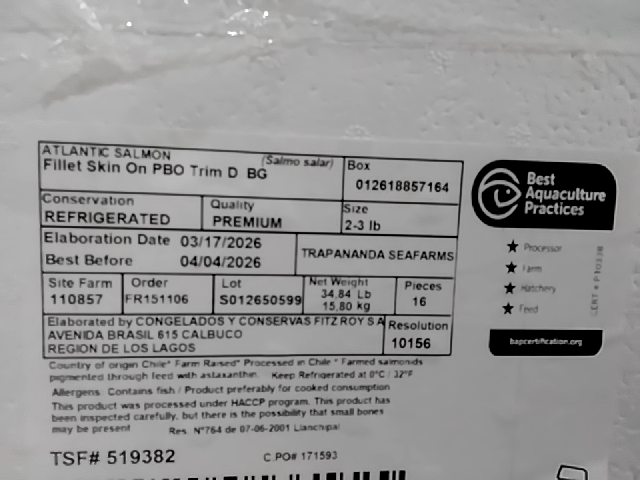 ATLANTIC SALMON (Salmo salar)
Fillet Skin On PBO Trim D BG
Box
012618857164
Conservation
REFRIGERATED
Quality
PREMIUM
Size
2-3 lb
Elaboration Date 03/17/2026
Best Before 04/04/2026
TRAPANANDA SEAFARMS
Site Farm
110857
Order
FR151106
Lot
S012650599
Net Weight
34,84 Lb
15,80 kg
Pieces
16
Elaborated by CONGELADOS Y CONSERVAS FITZ ROY S A
AVENIDA BRASIL 615 CALBUCO
REGION DE LOS LAGOS
Resolution
10156
Country of origin Chile* Farm Raised* Processed in Chile * Farmed salmonids
pigmented through feed with astaxanthin. Keep Refrigerated at 0°C / 32°F
Allergens: Contains fish / Product preferably for cooked consumption
This product was processed under HACCP program. This product has
been inspected carefully, but there is the possibility that small bones
may be present
Res. N°764 de 07-06-2001 Llanchipal
TSF# 519382
C.PO# 171593
Best
Aquaculture
Practices
Processor
Farm
Hatchery
Feed
bapcertification.org